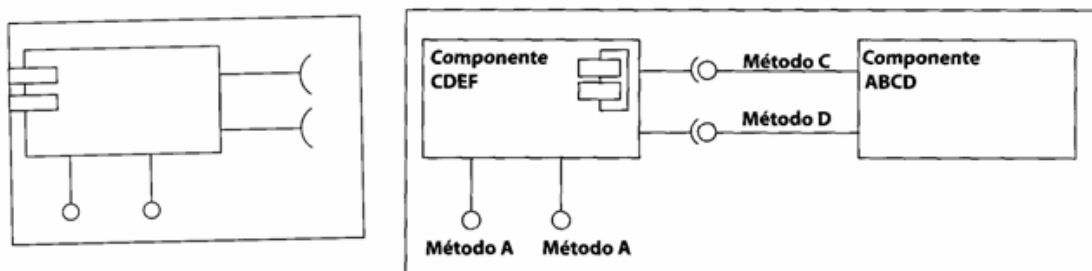 Componente
CDEF
Método C
Componente
ABCD
Método D
Método A
Método A